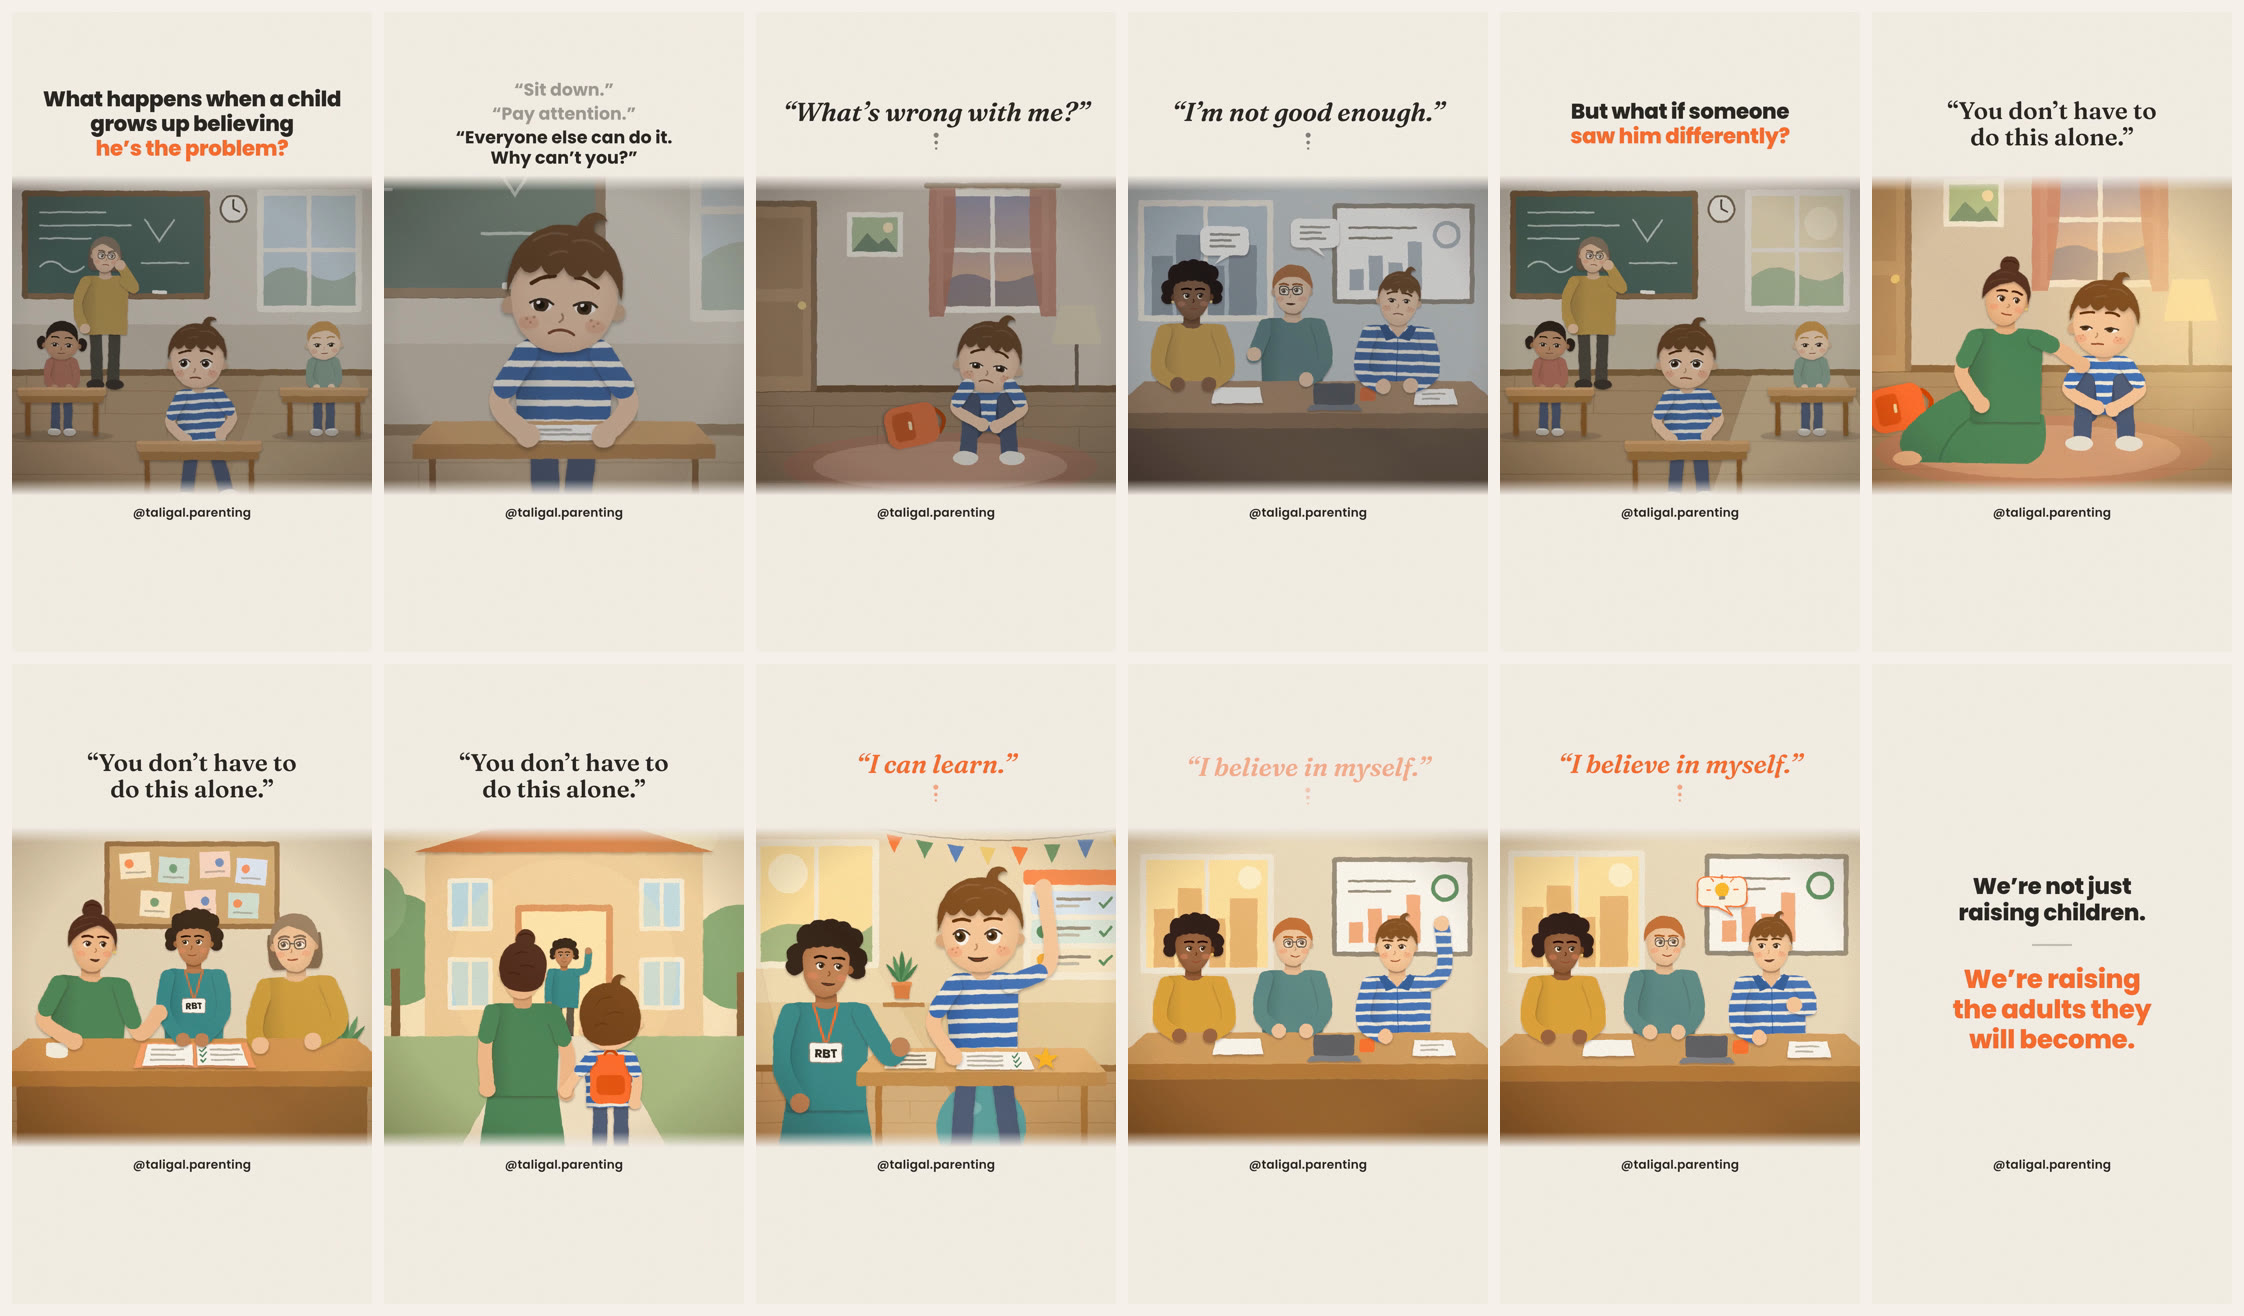 What happens when a child
grows up believing
he's the problem?
@taligal.parenting
“Sit down.”
“Pay attention.”
“Everyone else can do it.
Why can't you?”
@taligal.parenting
“What's wrong with me?”
@taligal.parenting
“I'm not good enough.”
@taligal.parenting
But what if someone
saw him differently?
@taligal.parenting
“You don't have to
do this alone.”
@taligal.parenting
“You don't have to
do this alone.”
RBT
@taligal.parenting
“You don't have to
do this alone.”
@taligal.parenting
“I can learn.”
RBT
@taligal.parenting
“I believe in myself.”
@taligal.parenting
“I believe in myself.”
@taligal.parenting
We're not just
raising children.
We're raising
the adults they
will become.
@taligal.parenting